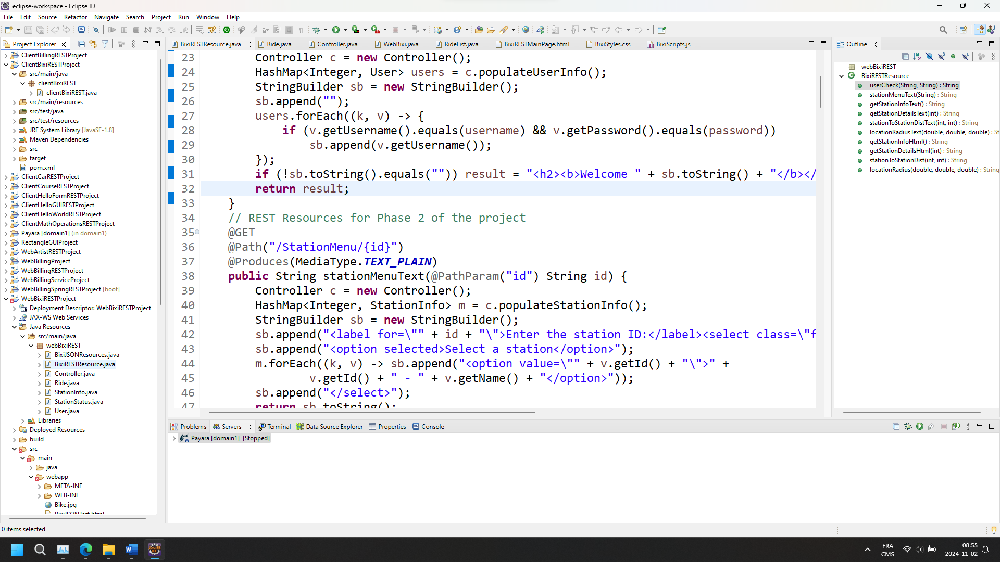 eclipse-workspace - Eclipse IDE
File Edit Source Refactor Navigate Search Project Run Window Help
Project Explorer
ClientBillingRESTProject
ClientBixiRESTProject
src/main/java
clientBixiREST
clientBixiREST.java
src/main/resources
src/test/java
src/test/resources
JRE System Library [JavaSE-1.8]
Maven Dependencies
src
target
pom.xml
ClientCarRESTProject
ClientCourseRESTProject
ClientHelloFormRESTProject
ClientHelloGUIRESTProject
ClientHelloWorldRESTProject
ClientMathOperationsRESTProject
Payara [domain1] (in domain1)
RectangleGUIProject
WebArtistRESTProject
WebBillingProject
WebBillingRESTProject
WebBillingServiceProject
WebBillingSpringRESTProject [boot]
WebBixiRESTProject
Deployment Descriptor: WebBixiRESTProject
JAX-WS Web Services
Java Resources
src/main/java
webBixiREST
BixiJSONResources.java
BixiRESTResource.java
Controller.java
Ride.java
StationInfo.java
StationStatus.java
User.java
Libraries
Deployed Resources
build
src
main
java
webapp
META-INF
WEB-INF
Bike.jpg
BixiJSONTest.html
BixiRESTResource.java Ride.java Controller.java WebBixi.java RideList.java BixiRESTMainPage.html BixiStyles.css BixiScripts.js
23 Controller c = new Controller();
24 HashMap<Integer, User> users = c.populateUserInfo();
25 StringBuilder sb = new StringBuilder();
26 sb.append("");
27 users.forEach((k, v) -> {
28 if (v.getUsername().equals(username) && v.getPassword().equals(password))
29 sb.append(v.getUsername());
30 });
31 if (!sb.toString().equals("")) result = "<h2><b>Welcome " + sb.toString() + "</b></
32 return result;
33 }
34 // REST Resources for Phase 2 of the project
35 @GET
36 @Path("/StationMenu/{id}")
37 @Produces(MediaType.TEXT_PLAIN)
38 public String stationMenuText(@PathParam("id") String id) {
39 Controller c = new Controller();
40 HashMap<Integer, StationInfo> m = c.populateStationInfo();
41 StringBuilder sb = new StringBuilder();
42 sb.append("<label for=\"" + id + "\">Enter the station ID:</label><select class=\"f
43 sb.append("<option selected>Select a station</option>");
44 m.forEach((k, v) -> sb.append("<option value=\"" + v.getId() + "\">" +
45 v.getId() + " - " + v.getName() + "</option>"));
46 sb.append("</select>");
47 return sb.toString();
Outline
webBixiREST
BixiRESTResource
userCheck(String, String) : String
stationMenuText(String) : String
getStationInfoText() : String
getStationDetailsText(int) : String
stationToStationDistText(int, int) : String
locationRadiusText(double, double, double) : St
getStationInfoHtml() : String
getStationDetailsHtml(int) : String
stationToStationDist(int, int) : String
locationRadius(double, double, double) : String
Problems Servers Terminal Data Source Explorer Properties Console
Payara [domain1] [Stopped]
0 items selected
FRA
CMS
08:55
2024-11-02